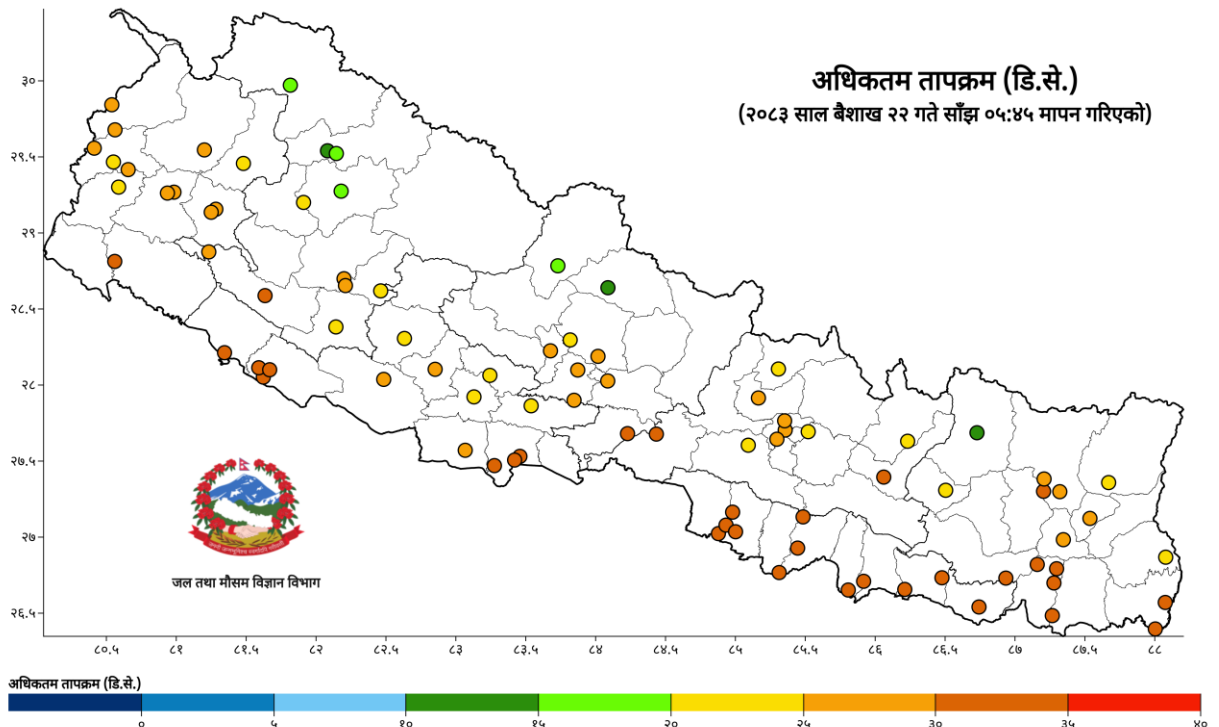 अधिकतम तापक्रम (डि.से.)
(२०८३ साल बैशाख २२ गते साँझ ०५:४५ मापन गरिएको)
३०
२९.५
२९
२८.५
२८
२७.५
२७
२६.५
जल तथा मौसम विज्ञान विभाग
८०.५ ८१ ८१.५ ८२ ८२.५ ८३ ८३.५ ८४ ८४.५ ८५ ८५.५ ८६ ८६.५ ८७ ८७.५ ८८
अधिकतम तापक्रम (डि.से.)
० ५ १० १५ २० २५ ३० ३५ ४०